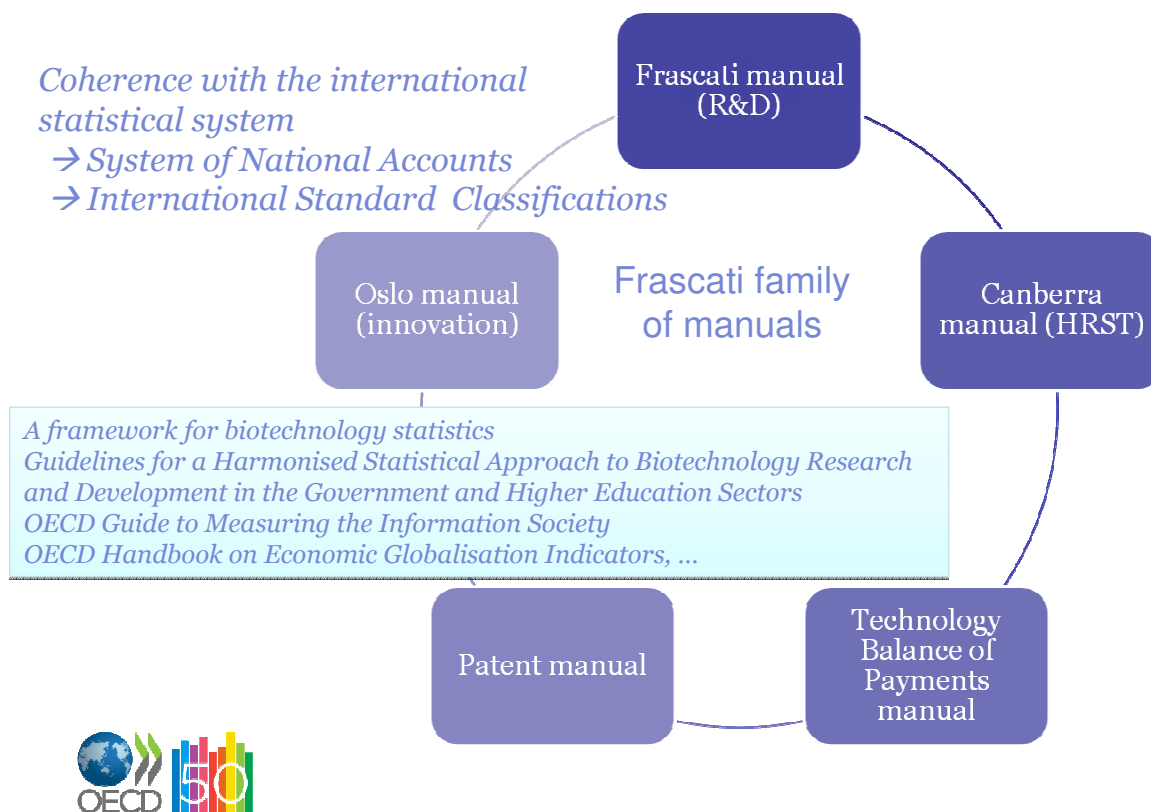 Coherence with the international
statistical system
→ System of National Accounts
→ International Standard Classifications
Frascati manual
(R&D)
Oslo manual
(innovation)
Frascati family
of manuals
Canberra
manual (HRST)
A framework for biotechnology statistics
Guidelines for a Harmonised Statistical Approach to Biotechnology Research
and Development in the Government and Higher Education Sectors
OECD Guide to Measuring the Information Society
OECD Handbook on Economic Globalisation Indicators, ...
Patent manual
Technology
Balance of
Payments
manual
OECD
50